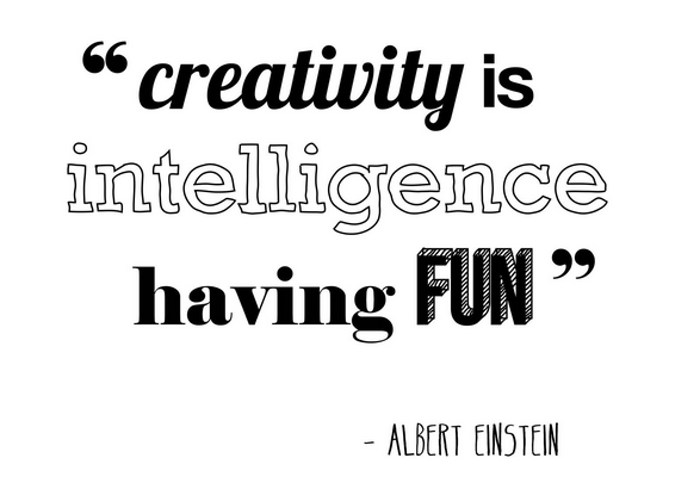 “creativity is
intelligence
having FUN”
- ALBERT EINSTEIN